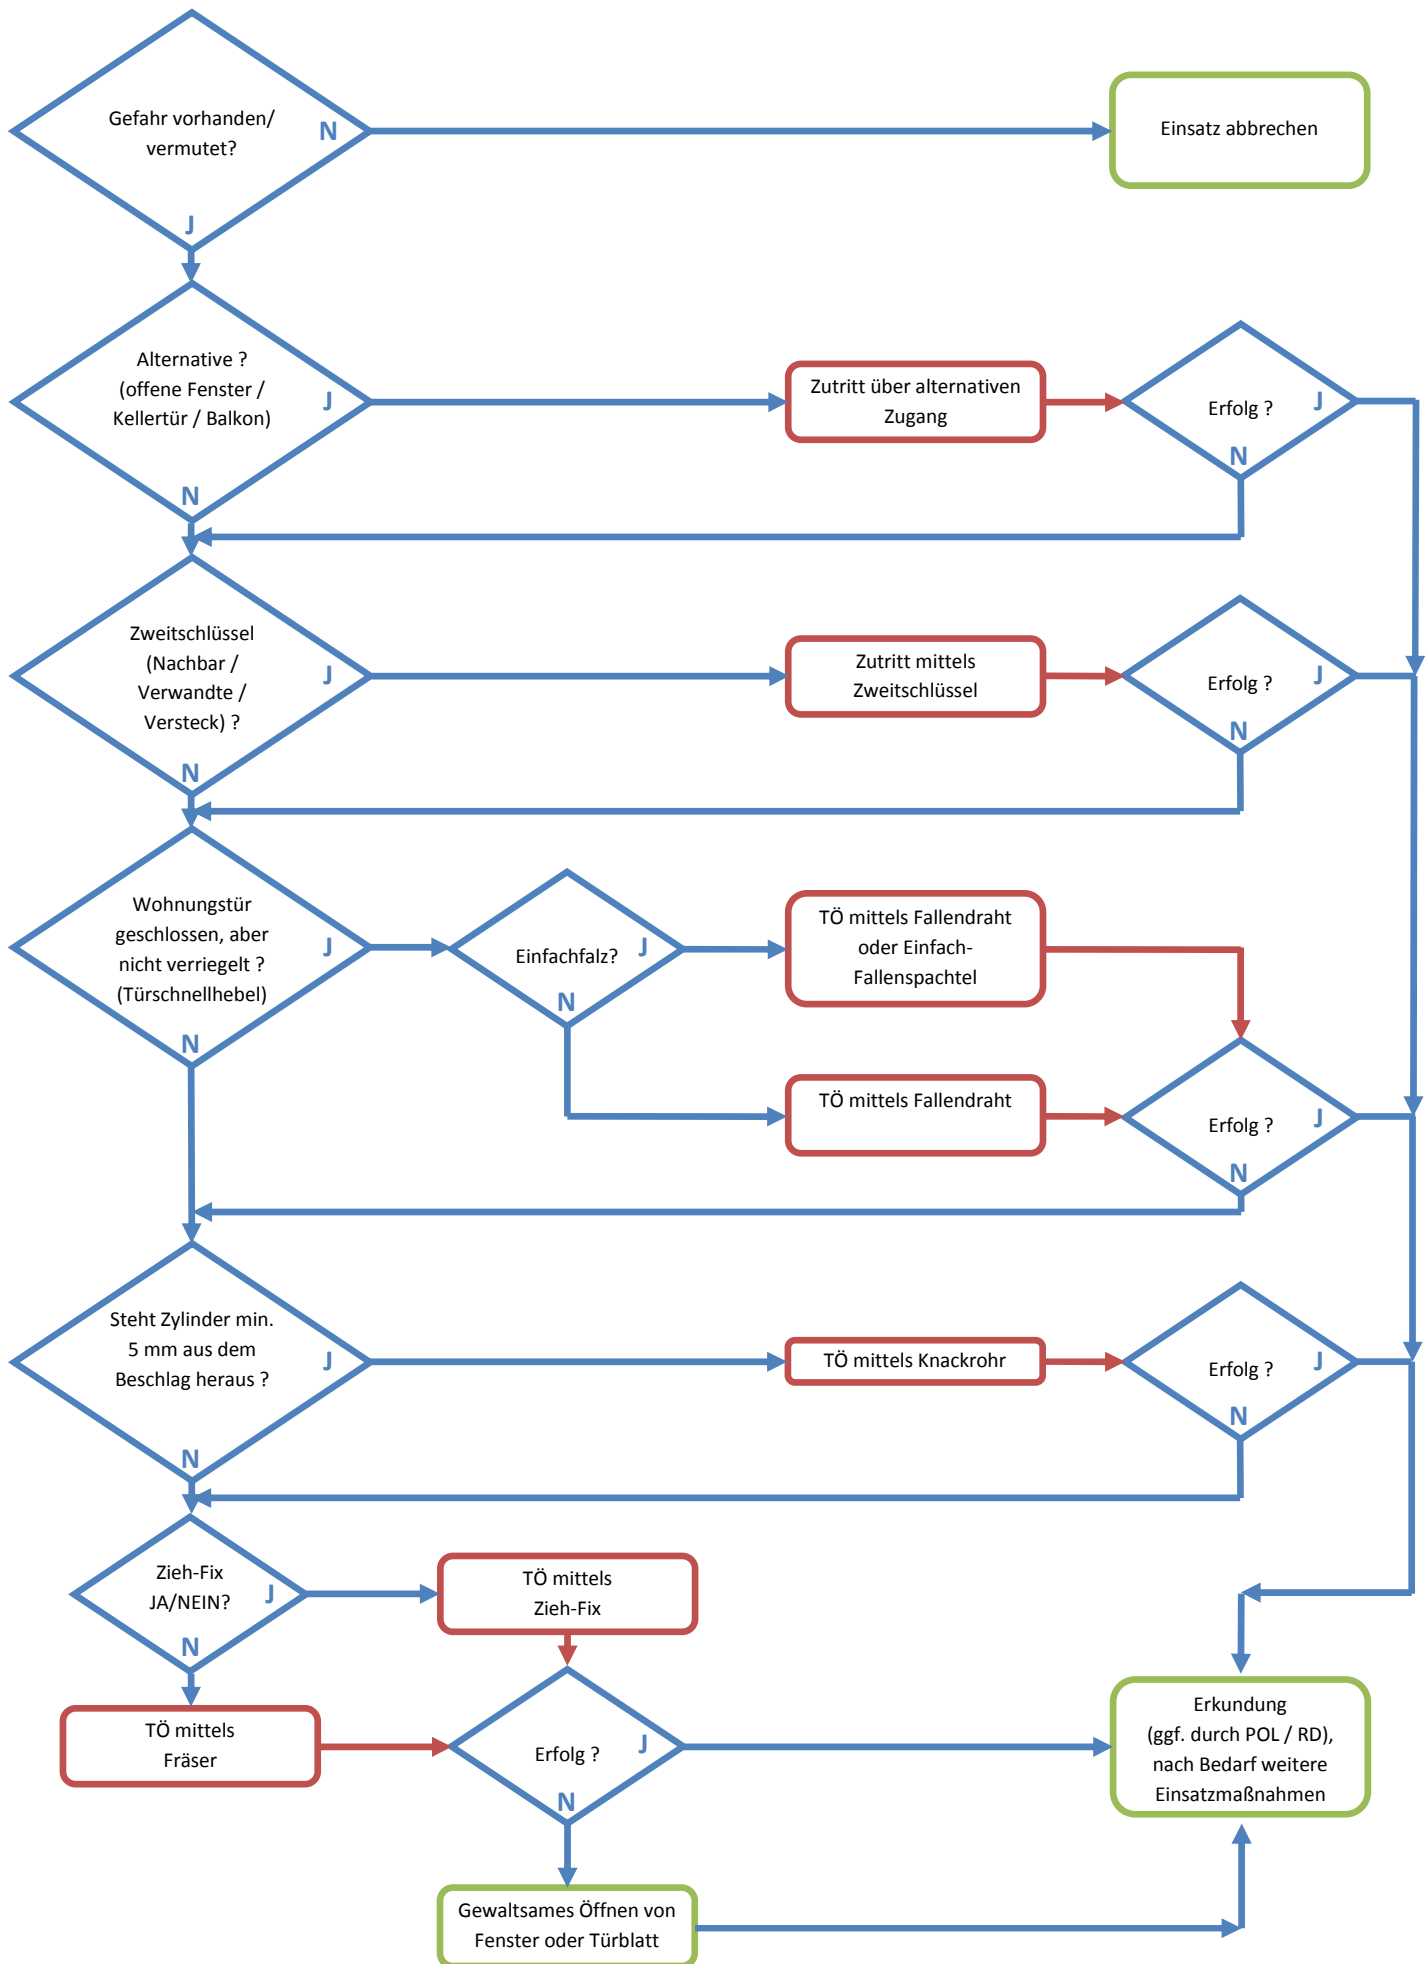 Gefahr vorhanden/
vermutet?
N
J
Einsatz abbrechen
Alternative ?
(offene Fenster /
Kellertür / Balkon)
J
N
Zutritt über alternativen
Zugang
Erfolg ?
J
N
Zweitschlüssel
(Nachbar /
Verwandte /
Versteck) ?
J
N
Zutritt mittels
Zweitschlüssel
Erfolg ?
J
N
Wohnungstür
geschlossen, aber
nicht verriegelt ?
(Türschnellhebel)
J
N
Einfachfalz?
J
N
TÖ mittels Fallendraht
oder Einfach-
Fallenspachtel
TÖ mittels Fallendraht
Erfolg ?
J
N
Steht Zylinder min.
5 mm aus dem
Beschlag heraus ?
J
N
TÖ mittels Knackrohr
Erfolg ?
J
N
Zieh-Fix
JA/NEIN?
J
N
TÖ mittels
Zieh-Fix
TÖ mittels
Fräser
Erfolg ?
J
N
Erkundung
(ggf. durch POL / RD),
nach Bedarf weitere
Einsatzmaßnahmen
Gewaltsames Öffnen von
Fenster oder Türblatt